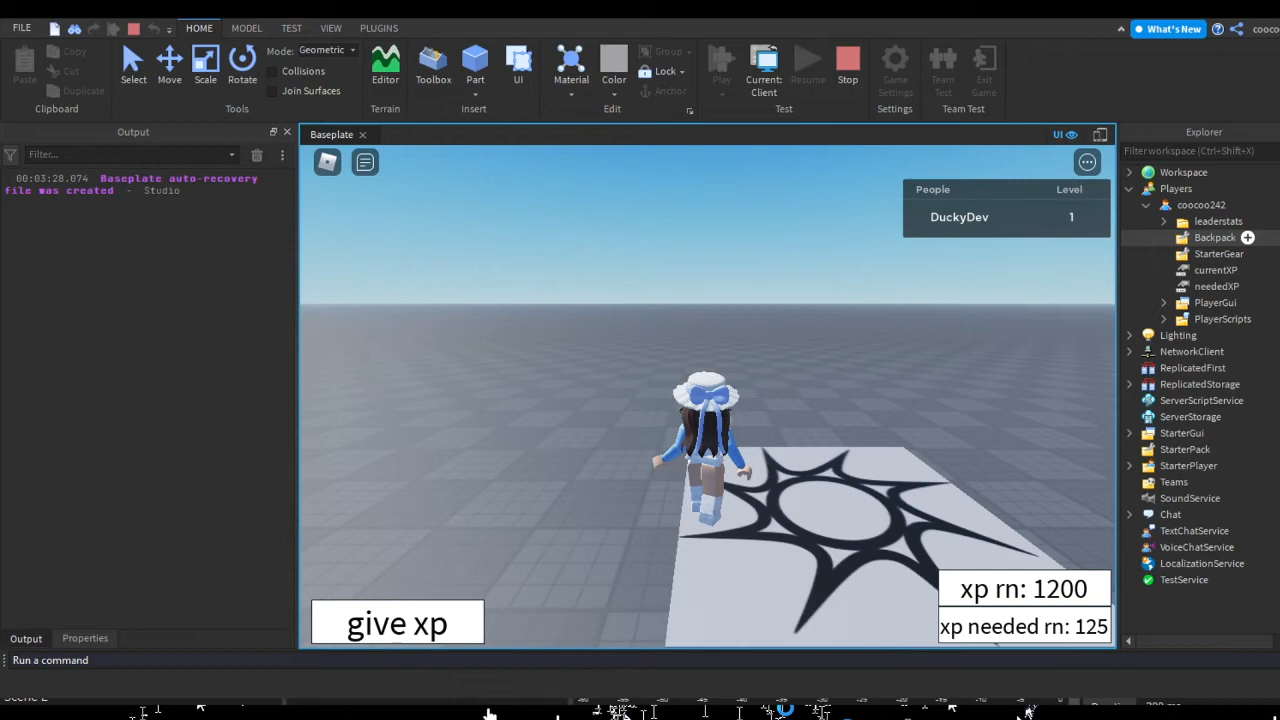 FILE HOME MODEL TEST VIEW PLUGINS What's New cooco
Paste Copy Cut Duplicate Clipboard
Select Move Scale Rotate Mode: Geometric Collisions Join Surfaces Tools
Editor Terrain
Toolbox Part UI Insert
Material Color Group Lock Anchor Edit
Play Current: Client Resume Stop Test
Game Settings Settings
Team Test Exit Game Team Test
Output
Filter...
00:03:28.074 Baseplate auto-recovery
file was created - Studio
Output Properties
Run a command
Baseplate UI
People Level
DuckyDev 1
give xp
xp rn: 1200
xp needed rn: 125
Explorer
Filter workspace (Ctrl+Shift+X)
Workspace
Players
coocoo242
leaderstats
Backpack
StarterGear
currentXP
neededXP
PlayerGui
PlayerScripts
Lighting
NetworkClient
ReplicatedFirst
ReplicatedStorage
ServerScriptService
ServerStorage
StarterGui
StarterPack
StarterPlayer
Teams
SoundService
Chat
TextChatService
VoiceChatService
LocalizationService
TestService